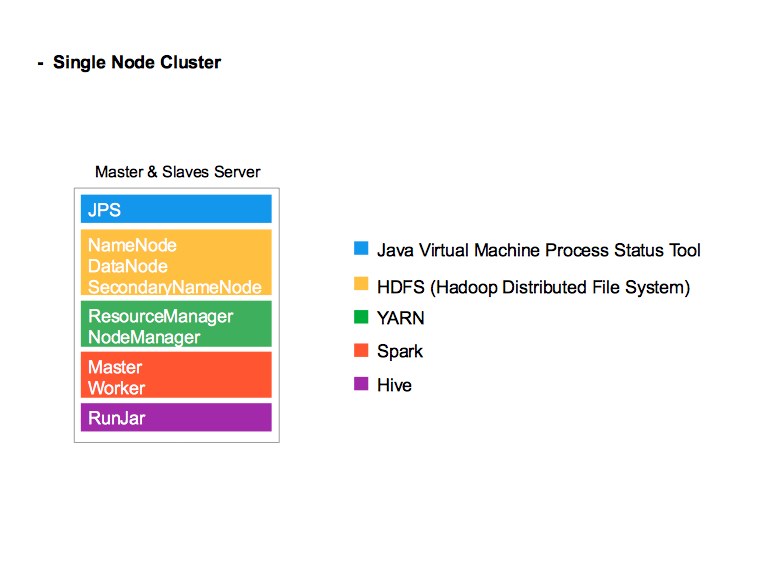 - Single Node Cluster
Master & Slaves Server
JPS
NameNode
DataNode
SecondaryNameNode
ResourceManager
NodeManager
Master
Worker
RunJar
Java Virtual Machine Process Status Tool
HDFS (Hadoop Distributed File System)
YARN
Spark
Hive